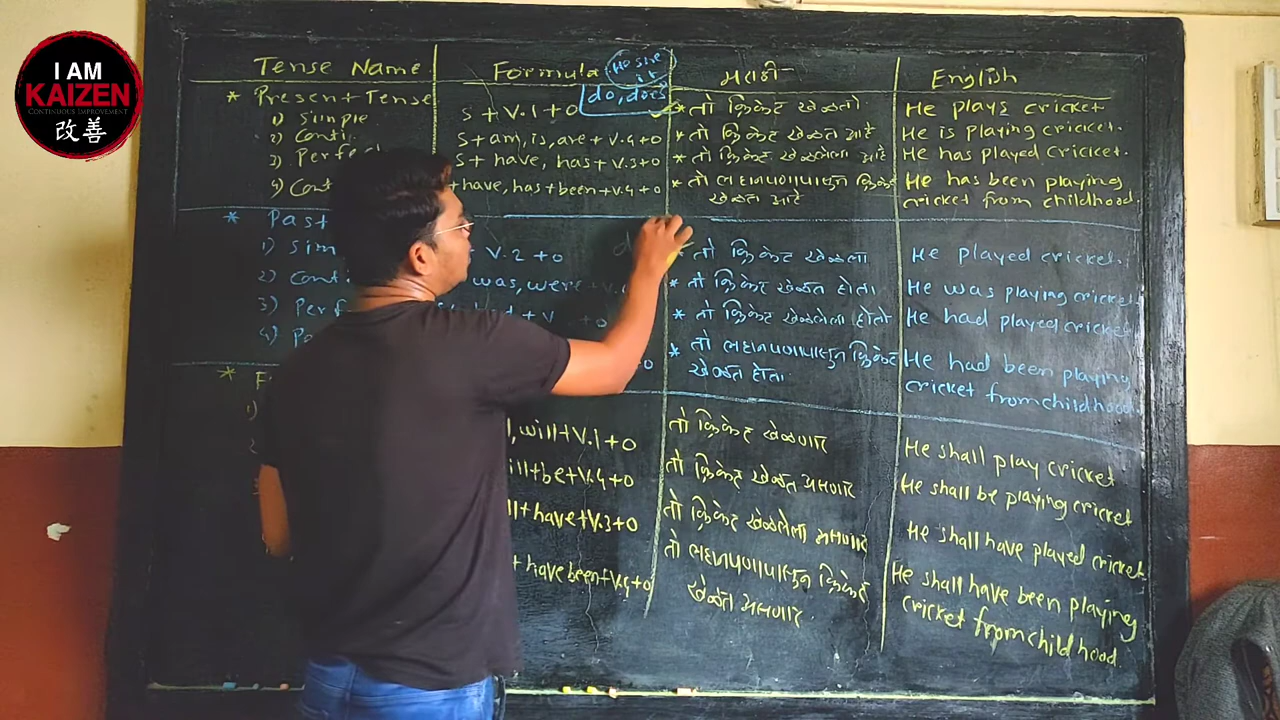 I AM
KAIZEN
CONTINUOUS IMPROVEMENT
改善
Tense Name Formula He she it मराठी English
do, does
* Present Tense
1) Simple S + V.1 + O * तो क्रिकेट खेळतो He plays cricket.
2) Conti. S + am, is, are + V.4 + O * तो क्रिकेट खेळत आहे He is playing cricket.
3) Perfect S + have, has + V.3 + O * तो क्रिकेट खेळलेला आहे He has played cricket.
4) Cont + have, has + been + V.4 + O * तो लहानपणापासून क्रिकेट He has been playing
खेळत आहे cricket from childhood.
* Past
1) Sim + V.2 + O d * तो क्रिकेट खेळला He played cricket.
2) Conti was, were + V. * तो क्रिकेट खेळत होता He was playing cricket.
3) Perf + V + O * तो क्रिकेट खेळलेला होता He had played cricket
4) Pe O * तो लहानपणापासून क्रिकेट He had been playing
खेळत होता. cricket from childhood.
* F
1) l, will + V.1 + O तो क्रिकेट खेळणार He shall play cricket
ill + be + V.4 + O तो क्रिकेट खेळत असणार He shall be playing cricket
ll + have + V.3 + O तो क्रिकेट खेळलेला असणार He shall have played cricket.
+ have been + V.4 + O तो लहानपणापासून क्रिकेट He shall have been playing
खेळत असणार. cricket from childhood.